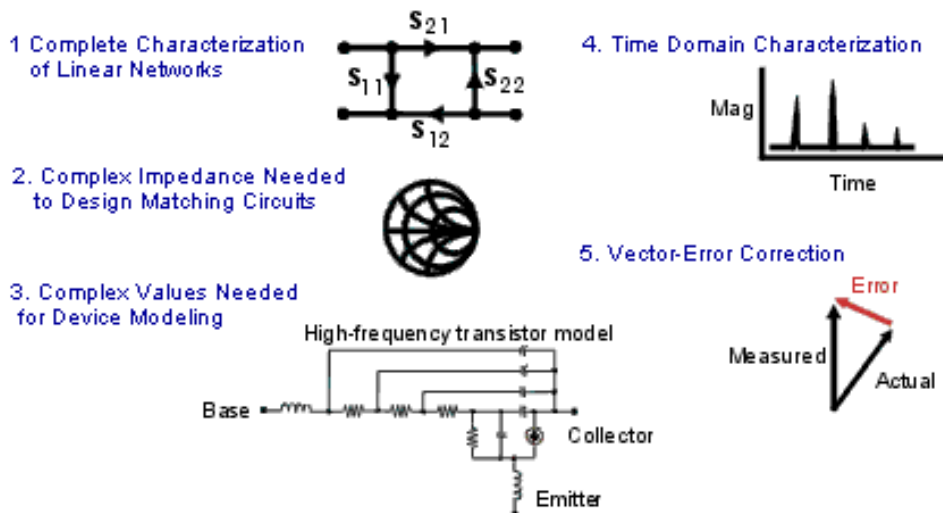 1 Complete Characterization
of Linear Networks
S21
S11
S22
S12
2. Complex Impedance Needed
to Design Matching Circuits
3. Complex Values Needed
for Device Modeling
High-frequency transistor model
Base
Collector
Emitter
4. Time Domain Characterization
Mag
Time
5. Vector-Error Correction
Error
Measured
Actual